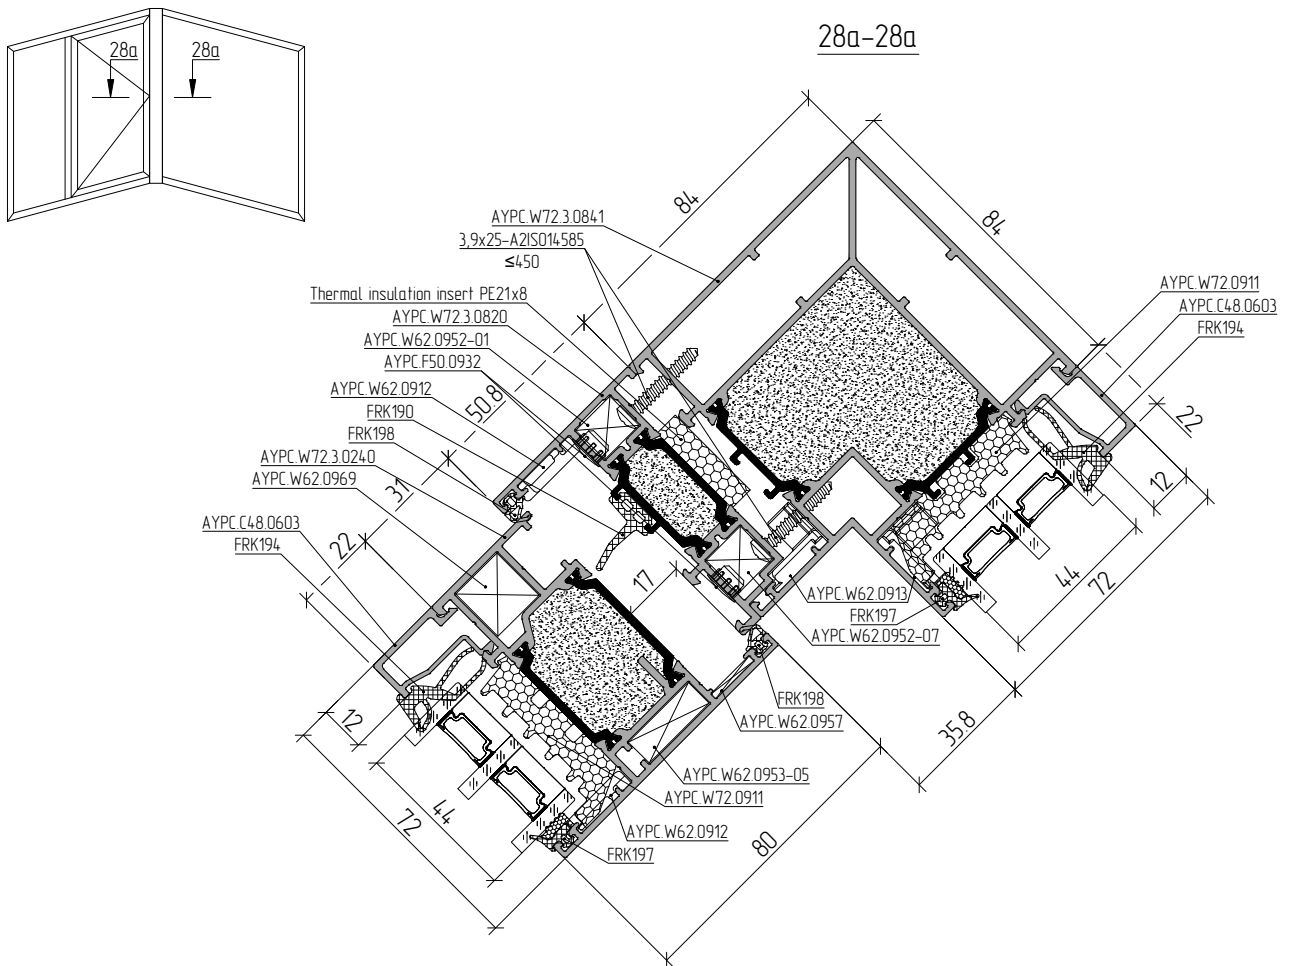 28a
28a
28a-28a
84
84
AYPC.W72.3.0841
3,9x25-A2ISO14585
≤450
Thermal insulation insert PE21x8
AYPC.W72.3.0820
AYPC.W62.0952-01
AYPC.F50.0932
AYPC.W62.0912
FRK190
FRK198
AYPC.W72.3.0240
AYPC.W62.0969
AYPC.C48.0603
FRK194
AYPC.W72.0911
AYPC.C48.0603
FRK194
50.8
31
22
22
12
44
72
17
AYPC.W62.0913
FRK197
AYPC.W62.0952-07
FRK198
AYPC.W62.0957
35.8
12
44
72
AYPC.W62.0953-05
AYPC.W72.0911
AYPC.W62.0912
FRK197
80